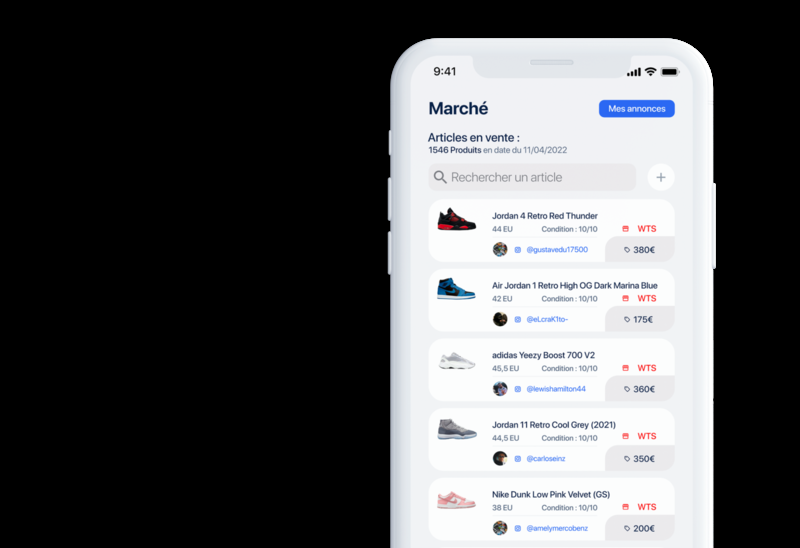 9:41
Marché
Mes annonces
Articles en vente :
1546 Produits en date du 11/04/2022
Rechercher un article
Jordan 4 Retro Red Thunder
44 EU Condition : 10/10 WTS
@gustavedu17500 380€
Air Jordan 1 Retro High OG Dark Marina Blue
42 EU Condition : 10/10 WTS
@eLcraK1to- 175€
adidas Yeezy Boost 700 V2
45,5 EU Condition : 10/10 WTS
@lewishamilton44 360€
Jordan 11 Retro Cool Grey (2021)
44,5 EU Condition : 10/10 WTS
@carloseinz 350€
Nike Dunk Low Pink Velvet (GS)
38 EU Condition : 10/10 WTS
@amelymercobenz 200€